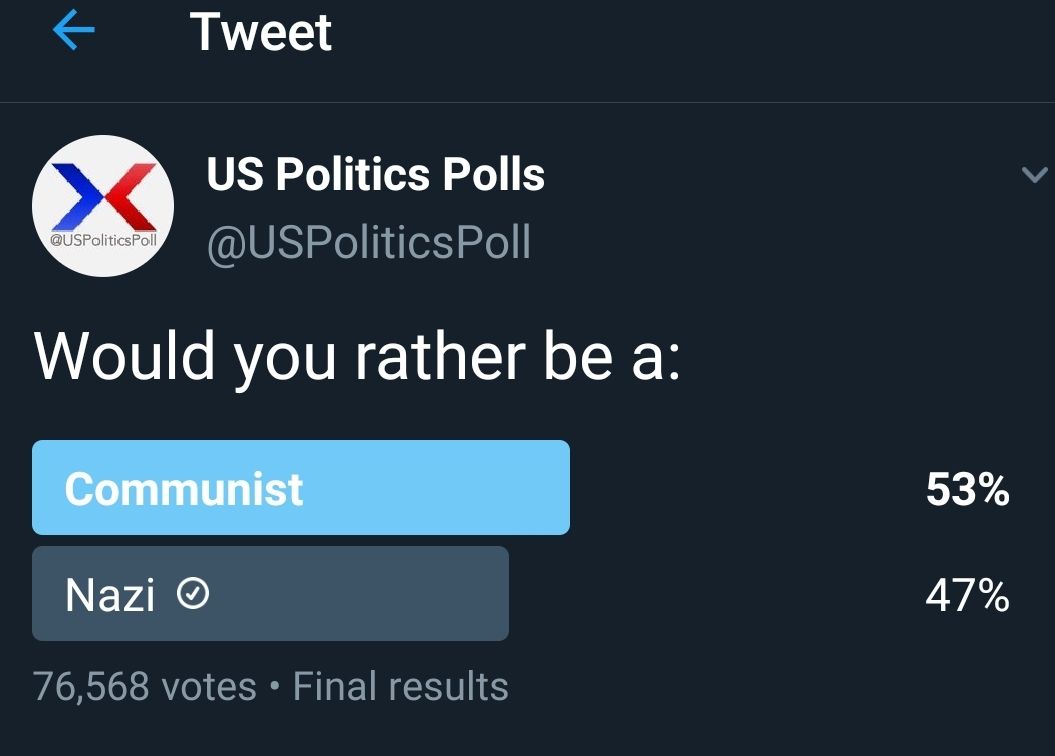 Tweet
@USPoliticsPoll
US Politics Polls
@USPoliticsPoll
Would you rather be a:
Communist 53%
Nazi 47%
76,568 votes • Final results